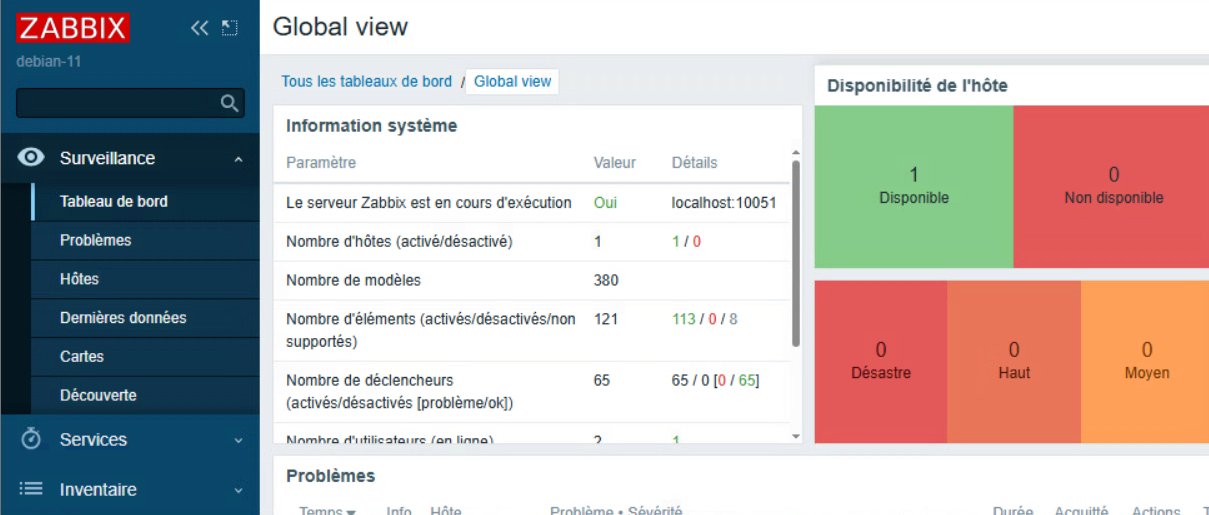 ZABBIX
debian-11
Surveillance
Tableau de bord
Problèmes
Hôtes
Dernières données
Cartes
Découverte
Services
Inventaire
Global view
Tous les tableaux de bord / Global view
Information système
Paramètre Valeur Détails
Le serveur Zabbix est en cours d'exécution Oui localhost:10051
Nombre d'hôtes (activé/désactivé) 1 1 / 0
Nombre de modèles 380
Nombre d'éléments (activés/désactivés/non 121 113 / 0 / 8
supportés)
Nombre de déclencheurs 65 65 / 0 [0 / 65]
(activés/désactivés [problème/ok])
Nombre d'utilisateurs (en ligne) 2 1
Disponibilité de l'hôte
1 0
Disponible Non disponible
0 0 0
Désastre Haut Moyen
Problèmes
Temps Info Hôte Problème • Sévérité Durée Acquitté Actions